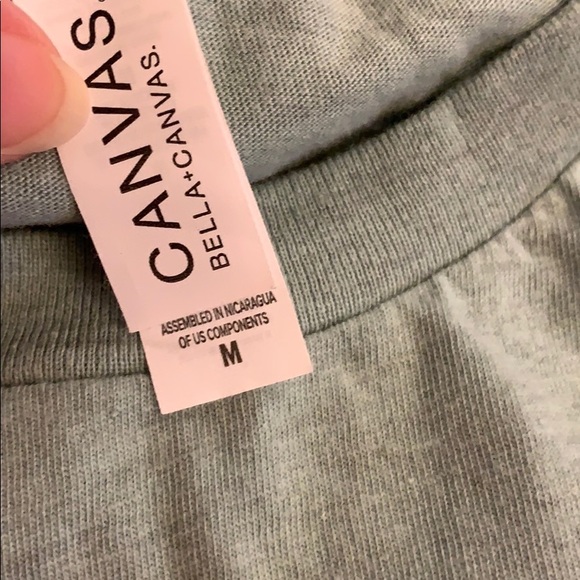 CANVAS.
BELLA+CANVAS.
ASSEMBLED IN NICARAGUA
OF US COMPONENTS
M